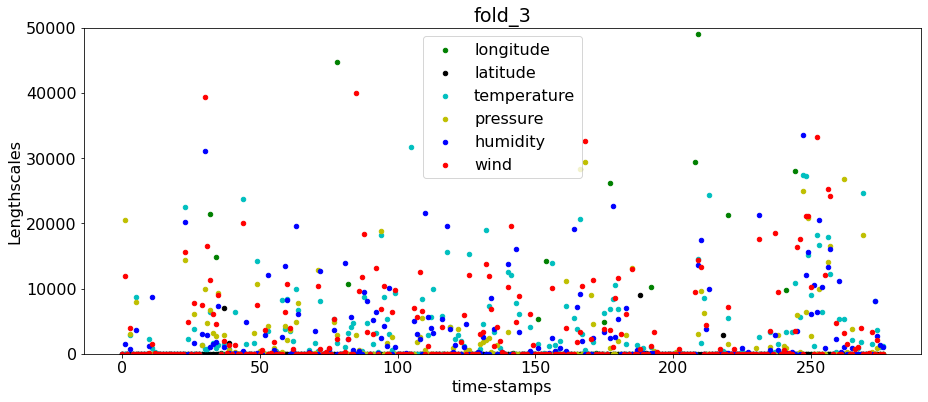 fold_3
50000
40000
30000
20000
10000
0
Lengthscales
longitude
latitude
temperature
pressure
humidity
wind
0 50 100 150 200 250
time-stamps